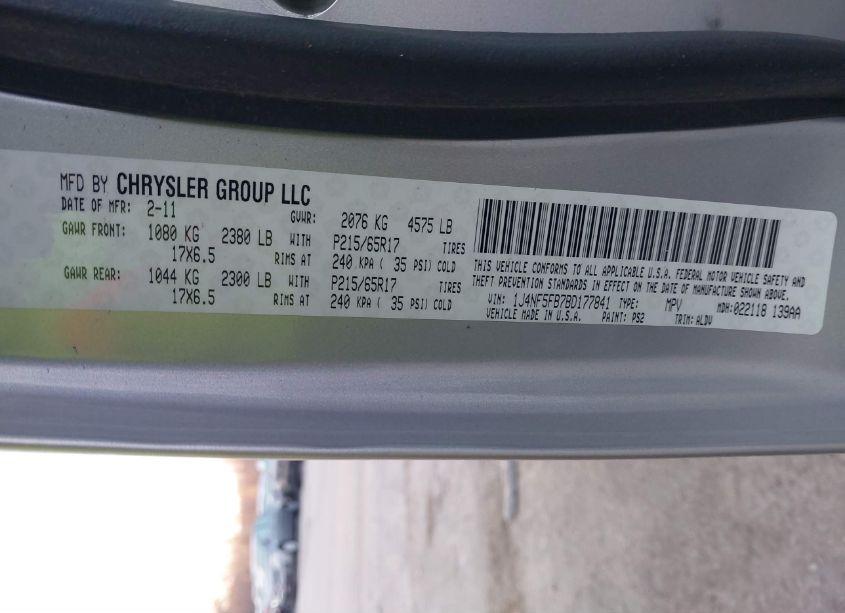 MFD BY CHRYSLER GROUP LLC
DATE OF MFR: 2-11 GVWR: 2076 KG 4575 LB
GAWR FRONT: 1080 KG 2380 LB WITH P215/65R17 TIRES
17X6.5 RIMS AT 240 KPA ( 35 PSI) COLD
GAWR REAR: 1044 KG 2300 LB WITH P215/65R17 TIRES
17X6.5 RIMS AT 240 KPA ( 35 PSI) COLD
THIS VEHICLE CONFORMS TO ALL APPLICABLE U.S.A. FEDERAL MOTOR VEHICLE SAFETY AND
THEFT PREVENTION STANDARDS IN EFFECT ON THE DATE OF MANUFACTURE SHOWN ABOVE.
VIN: 1J4NF5FB7BD177841 TYPE: MPV MDH:022118 139AA
VEHICLE MADE IN U.S.A. PAINT: PS2 TRIM: ALDV